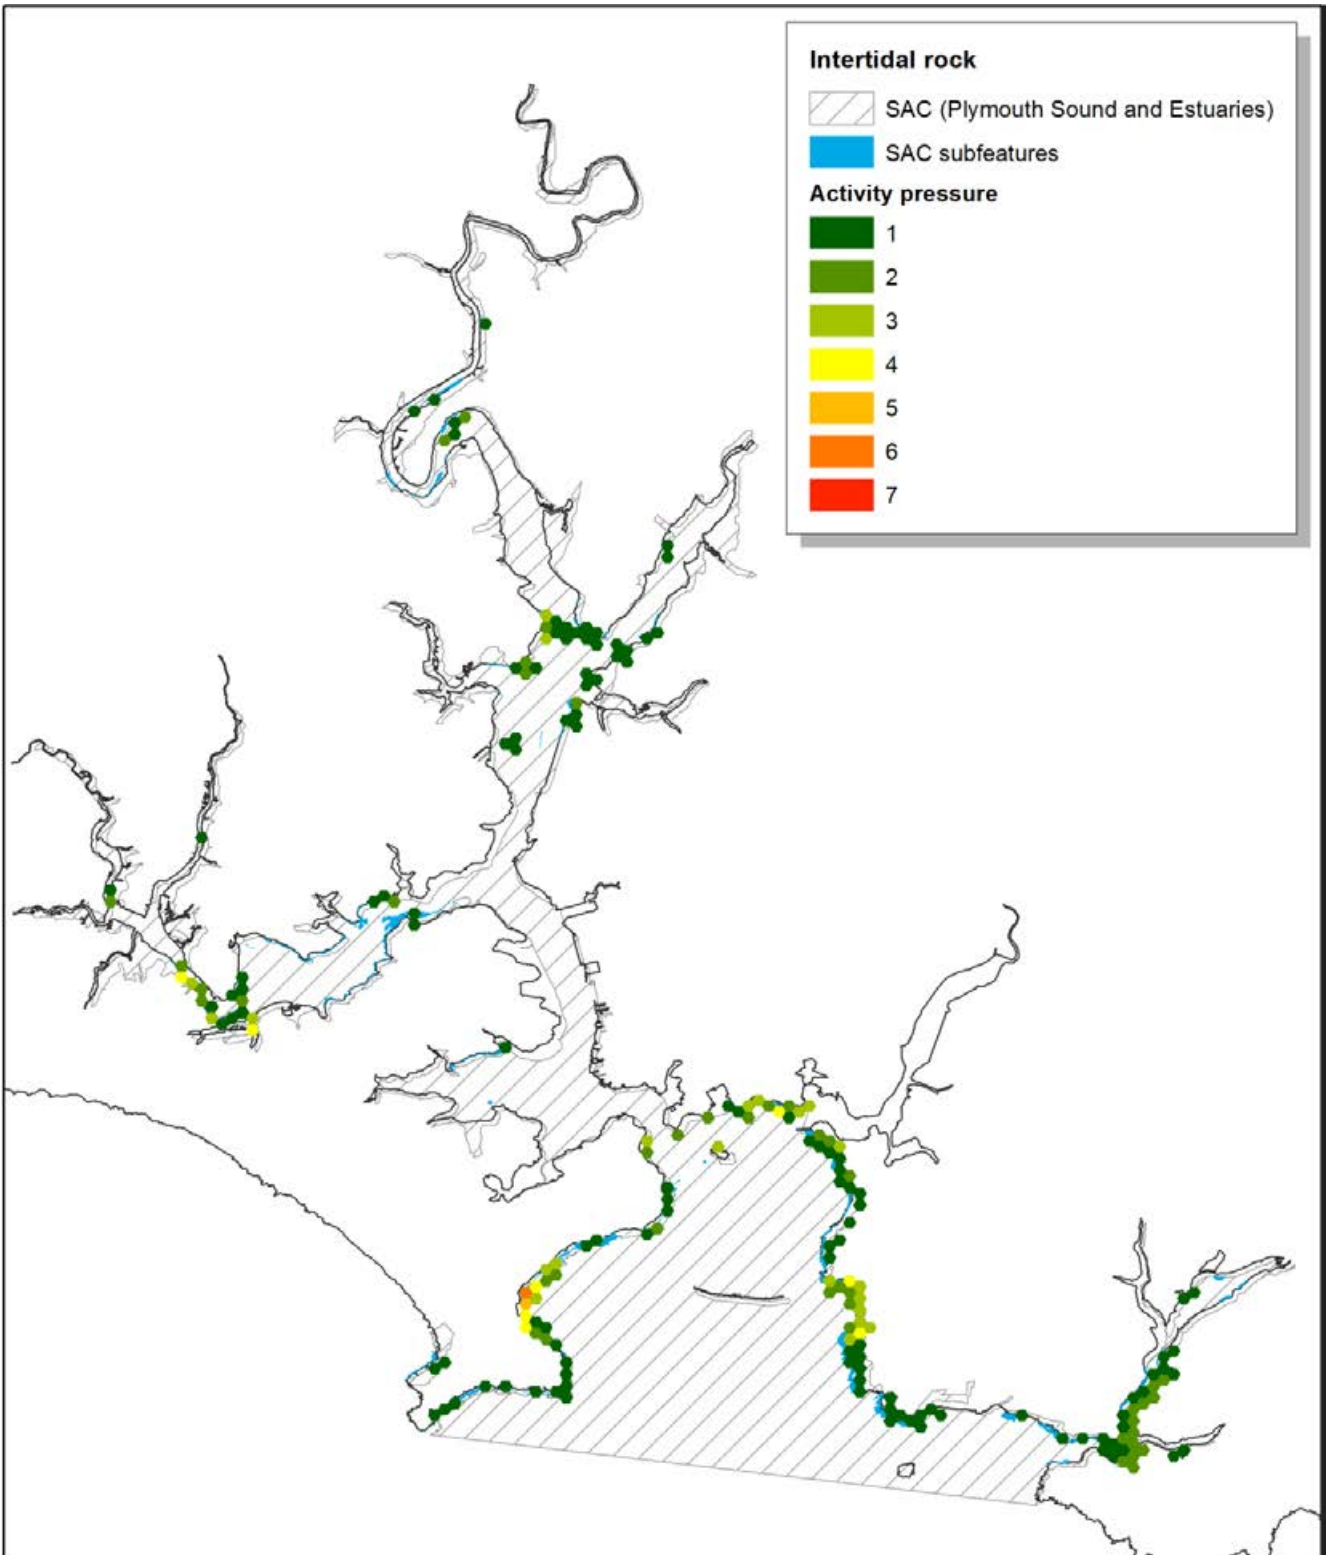 Intertidal rock
SAC (Plymouth Sound and Estuaries)
SAC subfeatures
Activity pressure
1
2
3
4
5
6
7